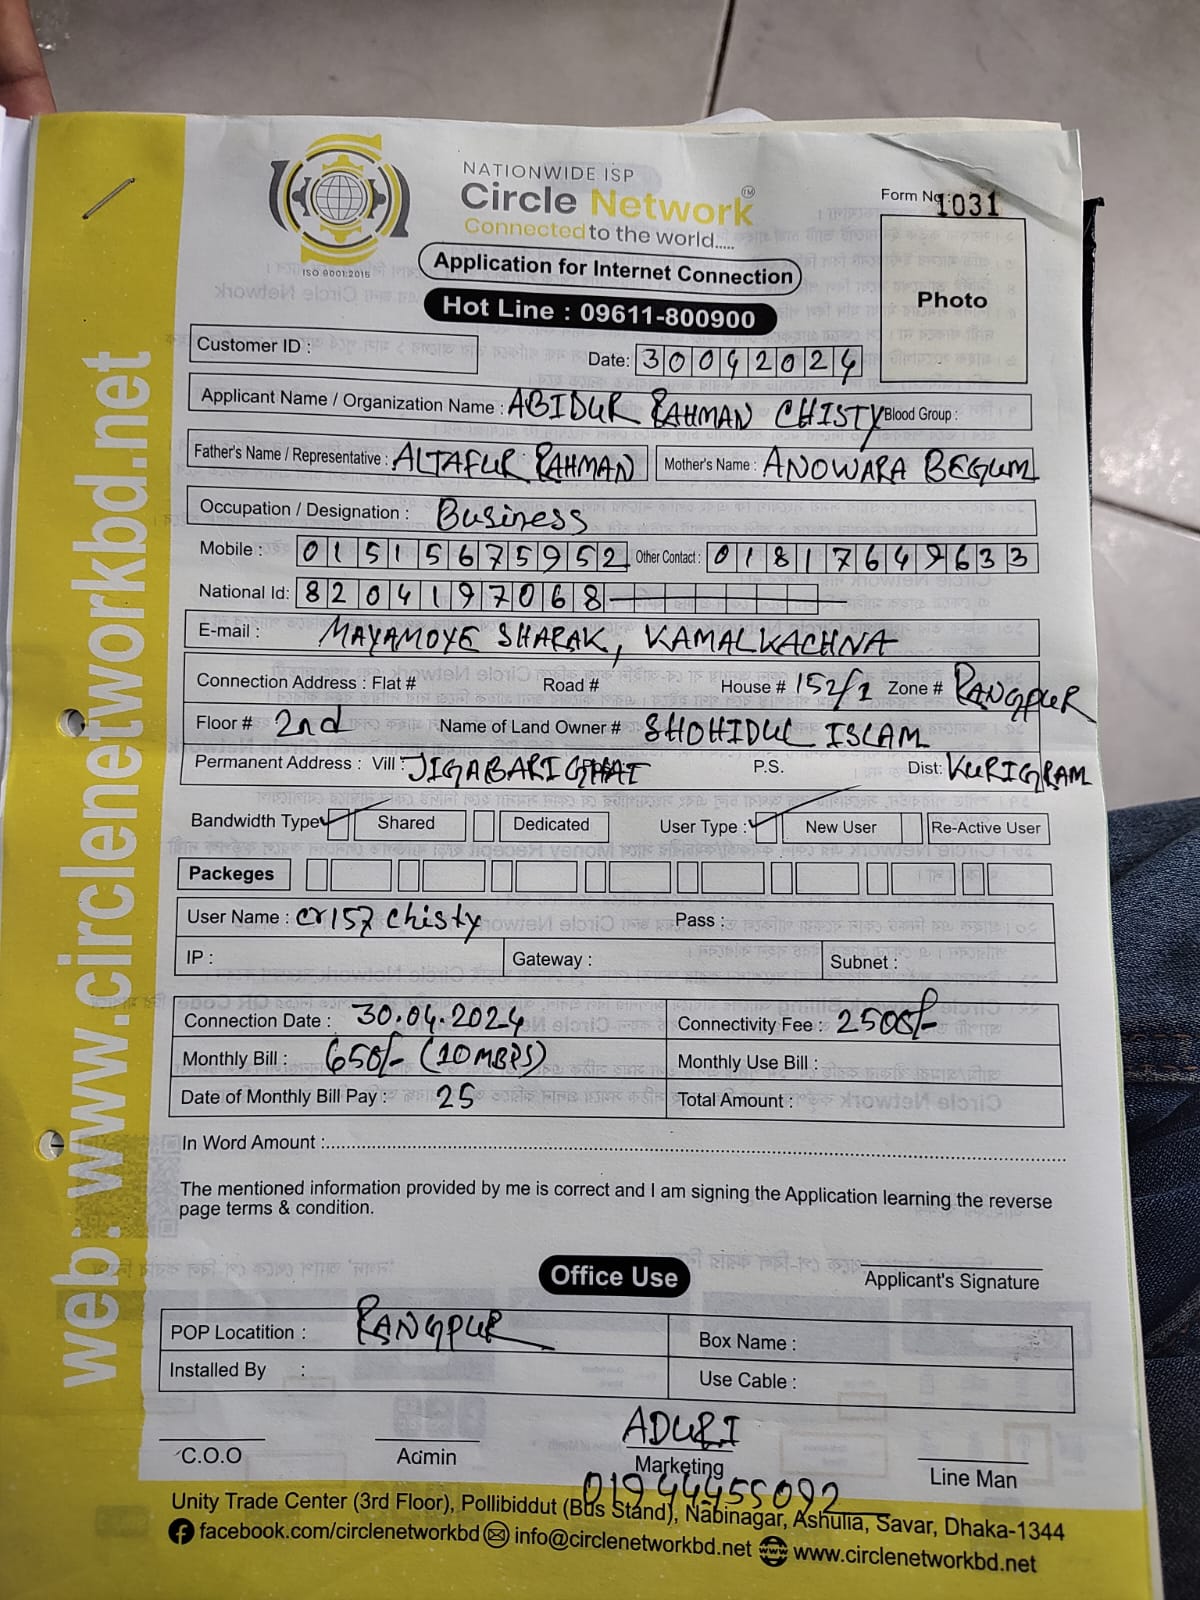 web: www.circlenetworkbd.net
NATIONWIDE ISP
Circle Network TM
Connected to the world.....
ISO 9001:2015
Form No : 1031
Application for Internet Connection
Hot Line : 09611-800900
Photo
Customer ID :
Date: 30042024
Applicant Name / Organization Name : ABIDUR RAHMAN CHISTY Blood Group :
Father's Name / Representative : ALTAFUR RAHMAN Mother's Name : ANOWARA BEGUM
Occupation / Designation : Business
Mobile : 01515675952 Other Contact : 01817649633
National Id: 8204197068
E-mail : MAYAMOYE SHARAK, KAMALKACHNA
Connection Address : Flat # Road # House # 152/1 Zone # RANGPUR
Floor # 2nd Name of Land Owner # SHOHIDUL ISLAM
Permanent Address : Vill : JIGABARIGHAT P.S. Dist: KURIGRAM
Bandwidth Type Shared Dedicated User Type : New User Re-Active User
Packeges
User Name : cr157chisty Pass :
IP : Gateway : Subnet :
Connection Date : 30.04.2024 Connectivity Fee : 2500/-
Monthly Bill : 650/- (10MBPS) Monthly Use Bill :
Date of Monthly Bill Pay : 25 Total Amount :
In Word Amount :
The mentioned information provided by me is correct and I am signing the Application learning the reverse
page terms & condition.
Applicant's Signature
Office Use
POP Locatition : RANGPUR Box Name :
Installed By : Use Cable :
ADURI
C.O.O Admin Marketing Line Man
01944455092
Unity Trade Center (3rd Floor), Pollibiddut (Bus Stand), Nabinagar, Ashulia, Savar, Dhaka-1344
facebook.com/circlenetworkbd info@circlenetworkbd.net www.circlenetworkbd.net